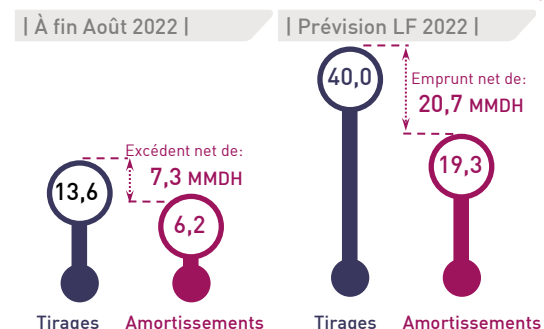 | À fin Août 2022 |
| Prévision LF 2022 |
40,0
Emprunt net de:
20,7 MMDH
Excédent net de:
7,3 MMDH
13,6
19,3
6,2
Tirages
Amortissements
Tirages
Amortissements